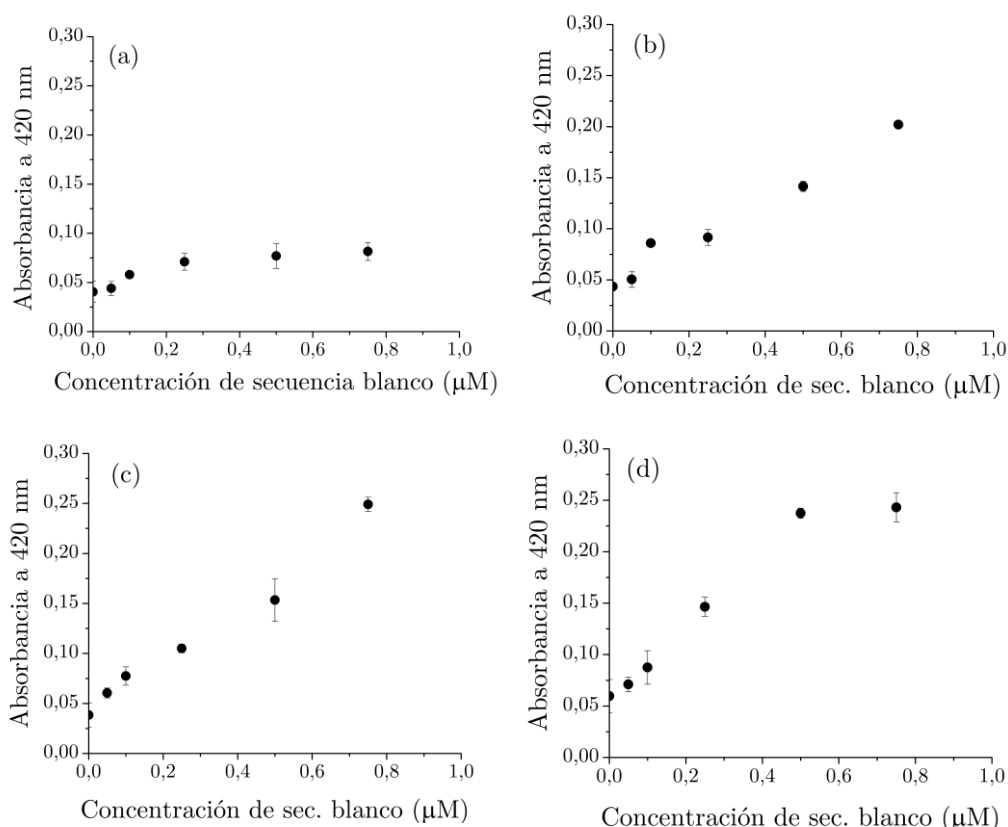 (a)
Absorbancia a 420 nm
0,30
0,25
0,20
0,15
0,10
0,05
0,00
0,0 0,2 0,4 0,6 0,8 1,0
Concentración de secuencia blanco (μM)
(b)
Absorbancia a 420 nm
0,30
0,25
0,20
0,15
0,10
0,05
0,00
0,0 0,2 0,4 0,6 0,8 1,0
Concentración de sec. blanco (μM)
(c)
Absorbancia a 420 nm
0,30
0,25
0,20
0,15
0,10
0,05
0,00
0,0 0,2 0,4 0,6 0,8 1,0
Concentración de sec. blanco (μM)
(d)
Absorbancia a 420 nm
0,30
0,25
0,20
0,15
0,10
0,05
0,00
0,0 0,2 0,4 0,6 0,8 1,0
Concentración de sec. blanco (μM)